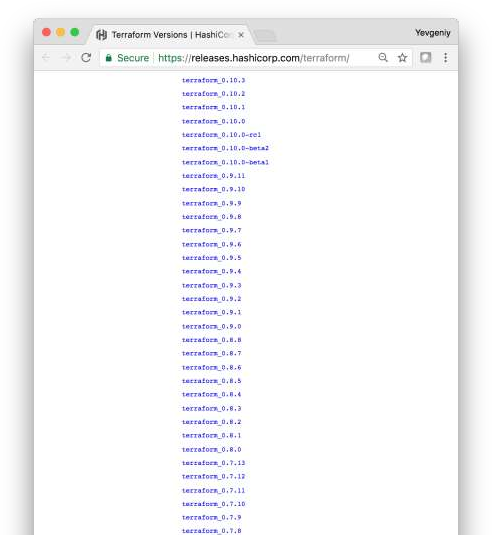 Terraform Versions | HashiCo
Yevgeniy
Secure https://releases.hashicorp.com/terraform/
terraform_0.10.3
terraform_0.10.2
terraform_0.10.1
terraform_0.10.0
terraform_0.10.0-rc1
terraform_0.10.0-beta2
terraform_0.10.0-beta1
terraform_0.9.11
terraform_0.9.10
terraform_0.9.9
terraform_0.9.8
terraform_0.9.7
terraform_0.9.6
terraform_0.9.5
terraform_0.9.4
terraform_0.9.3
terraform_0.9.2
terraform_0.9.1
terraform_0.9.0
terraform_0.8.8
terraform_0.8.7
terraform_0.8.6
terraform_0.8.5
terraform_0.8.4
terraform_0.8.3
terraform_0.8.2
terraform_0.8.1
terraform_0.8.0
terraform_0.7.13
terraform_0.7.12
terraform_0.7.11
terraform_0.7.10
terraform_0.7.9
terraform_0.7.8